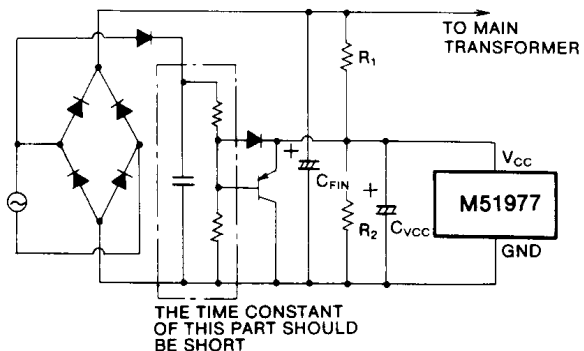 TO MAIN
TRANSFORMER
R1
+
CFIN
+
VCC
M51977
R2
CVCC
GND
THE TIME CONSTANT
OF THIS PART SHOULD
BE SHORT